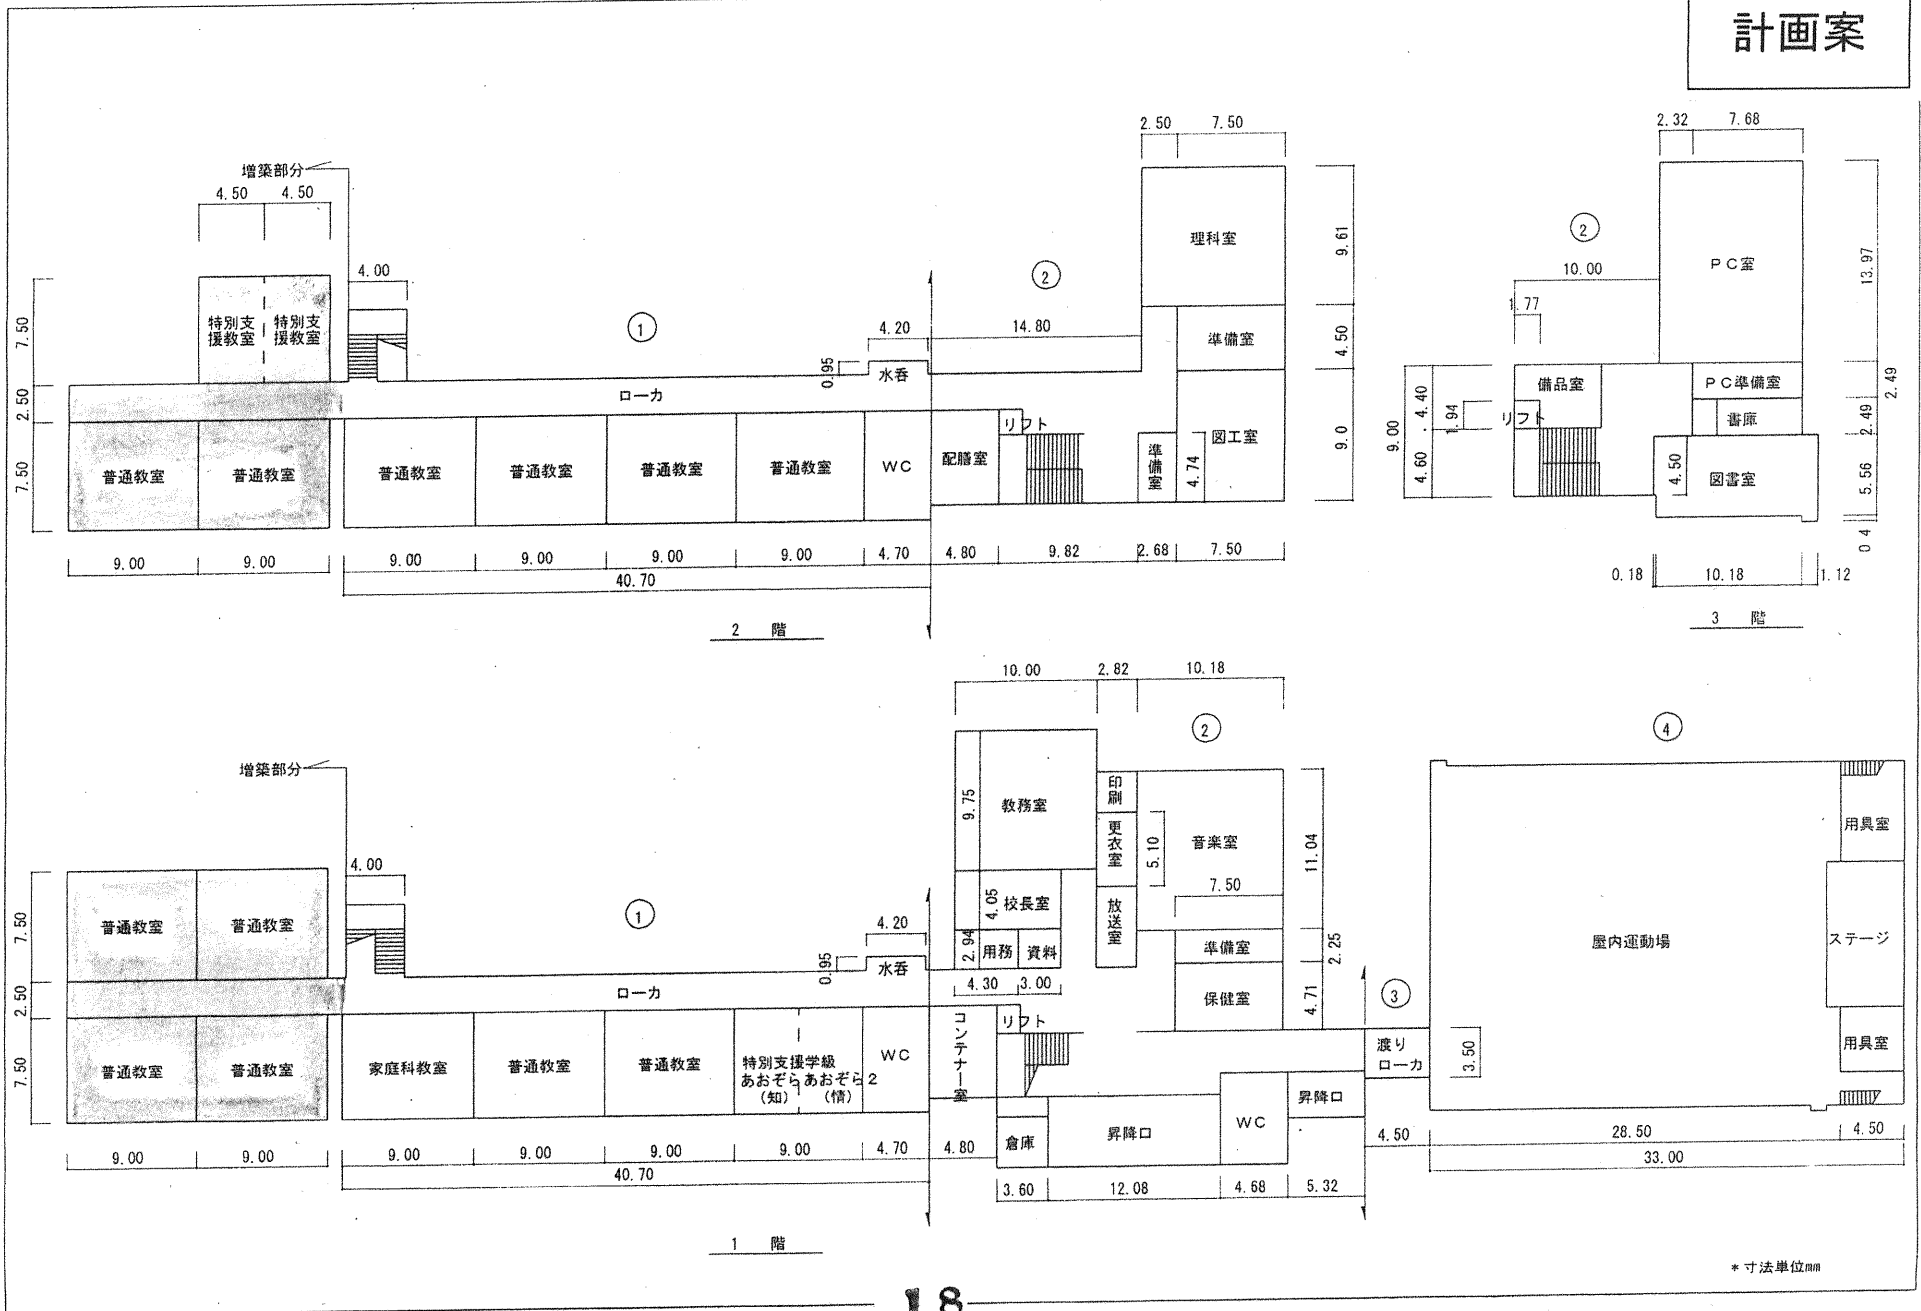 計画案
2.50 7.50
2.32 7.68
増築部分
4.50 4.50
4.00
①
②
②
理科室
9.61
ＰＣ室
13.97
10.00
1.77
7.50
特別支援教室
特別支援教室
4.20
14.80
0.95
水呑
準備室
4.50
2.50
ローカ
備品室
ＰＣ準備室
2.49
リフト
図工室
9.0
9.00
4.40
1.94
リフト
書庫
2.49
7.50
普通教室
普通教室
普通教室
普通教室
普通教室
普通教室
ＷＣ
配膳室
準備室
4.74
4.60
4.50
図書室
5.56
0 4
9.00 9.00 9.00 9.00 9.00 9.00 4.70 4.80 9.82 2.68 7.50
40.70
0.18 10.18 1.12
2 階
3 階
10.00 2.82 10.18
②
④
増築部分
4.00
①
9.75
教務室
印刷
更衣室
5.10
音楽室
11.04
用具室
7.50
普通教室
普通教室
4.20
4.05
校長室
放送室
7.50
0.95
水呑
2.94
用務
資料
準備室
2.25
屋内運動場
ステージ
2.50
ローカ
4.30 3.00
保健室
4.71
③
コンテナー室
リフト
渡りローカ
3.50
用具室
7.50
普通教室
普通教室
家庭科教室
普通教室
普通教室
特別支援学級
あおぞら あおぞら２
（知） （情）
ＷＣ
倉庫
昇降口
ＷＣ
昇降口
9.00 9.00 9.00 9.00 9.00 9.00 4.70 4.80
4.50 28.50 4.50
40.70
33.00
3.60 12.08 4.68 5.32
1 階
＊寸法単位㎜
18